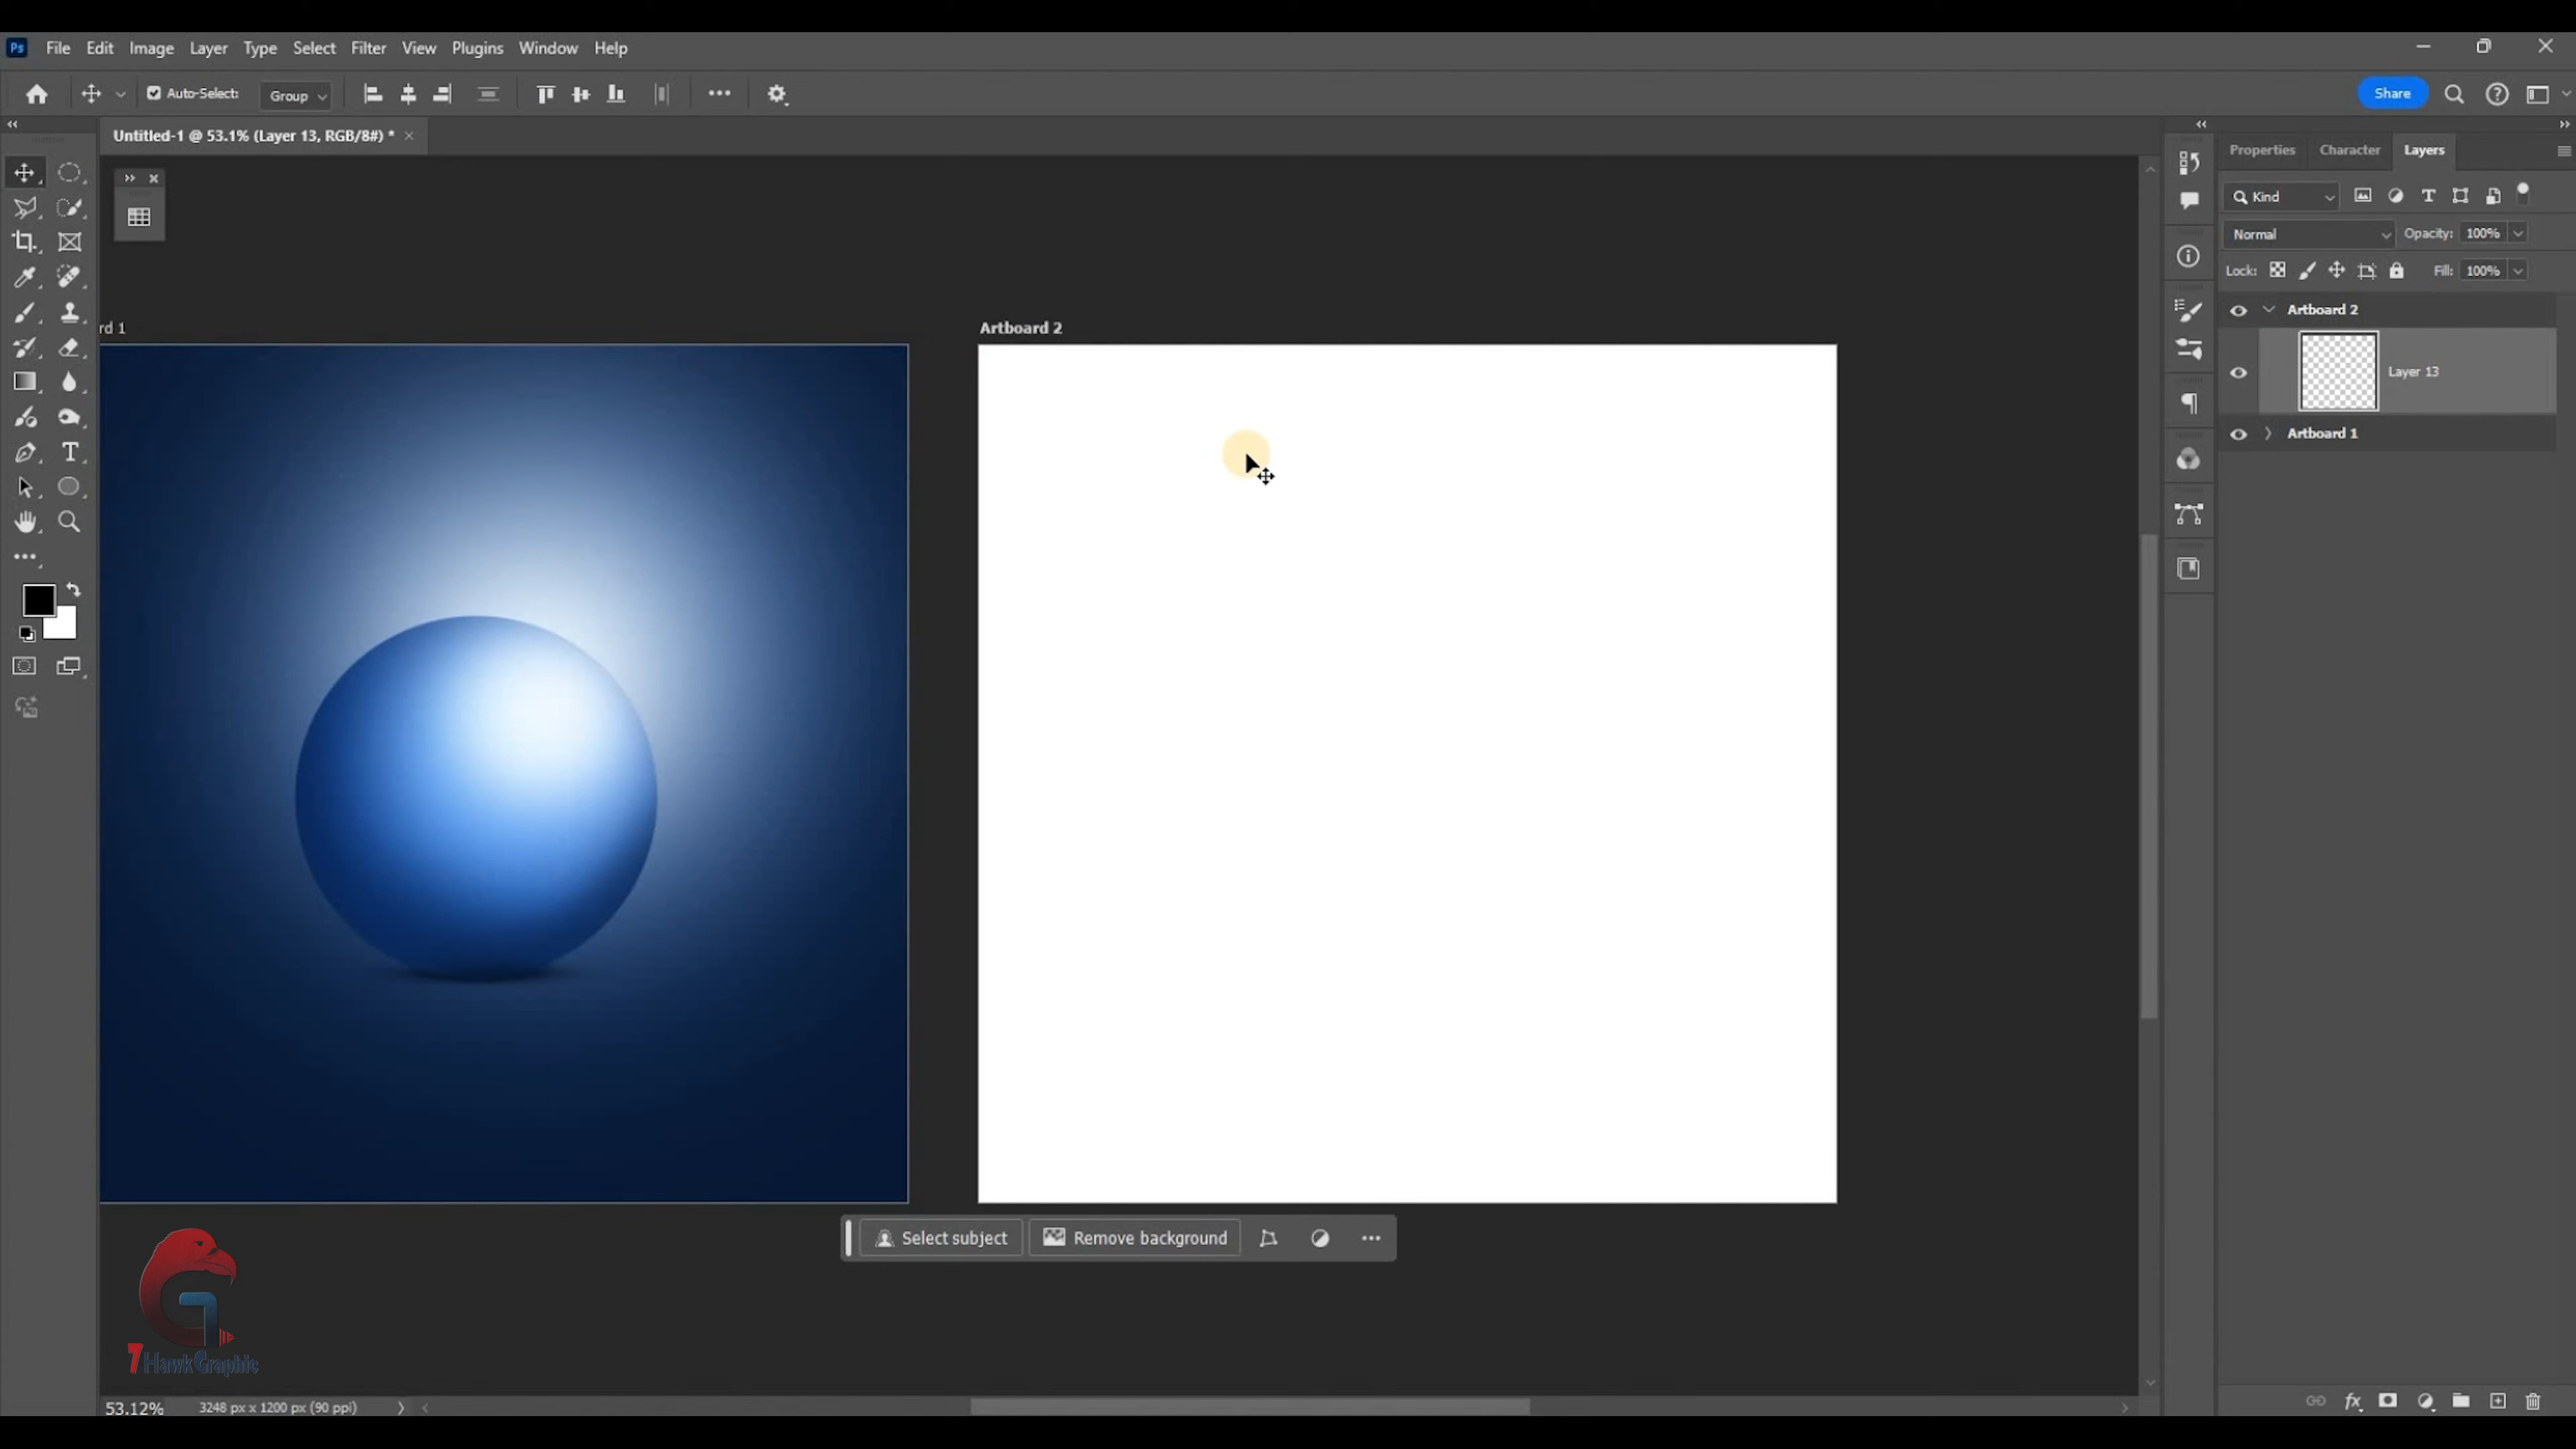 Ps File Edit Image Layer Type Select Filter View Plugins Window Help
Auto-Select: Group Share
Untitled-1 @ 53.1% (Layer 13, RGB/8#) *
Properties Character Layers
Kind
Normal Opacity: 100%
Lock: Fill: 100%
Artboard 2
Layer 13
Artboard 1
rd 1
Artboard 2
Select subject Remove background
7HawkGraphic
53.12% 3248 px x 1200 px (90 ppi)